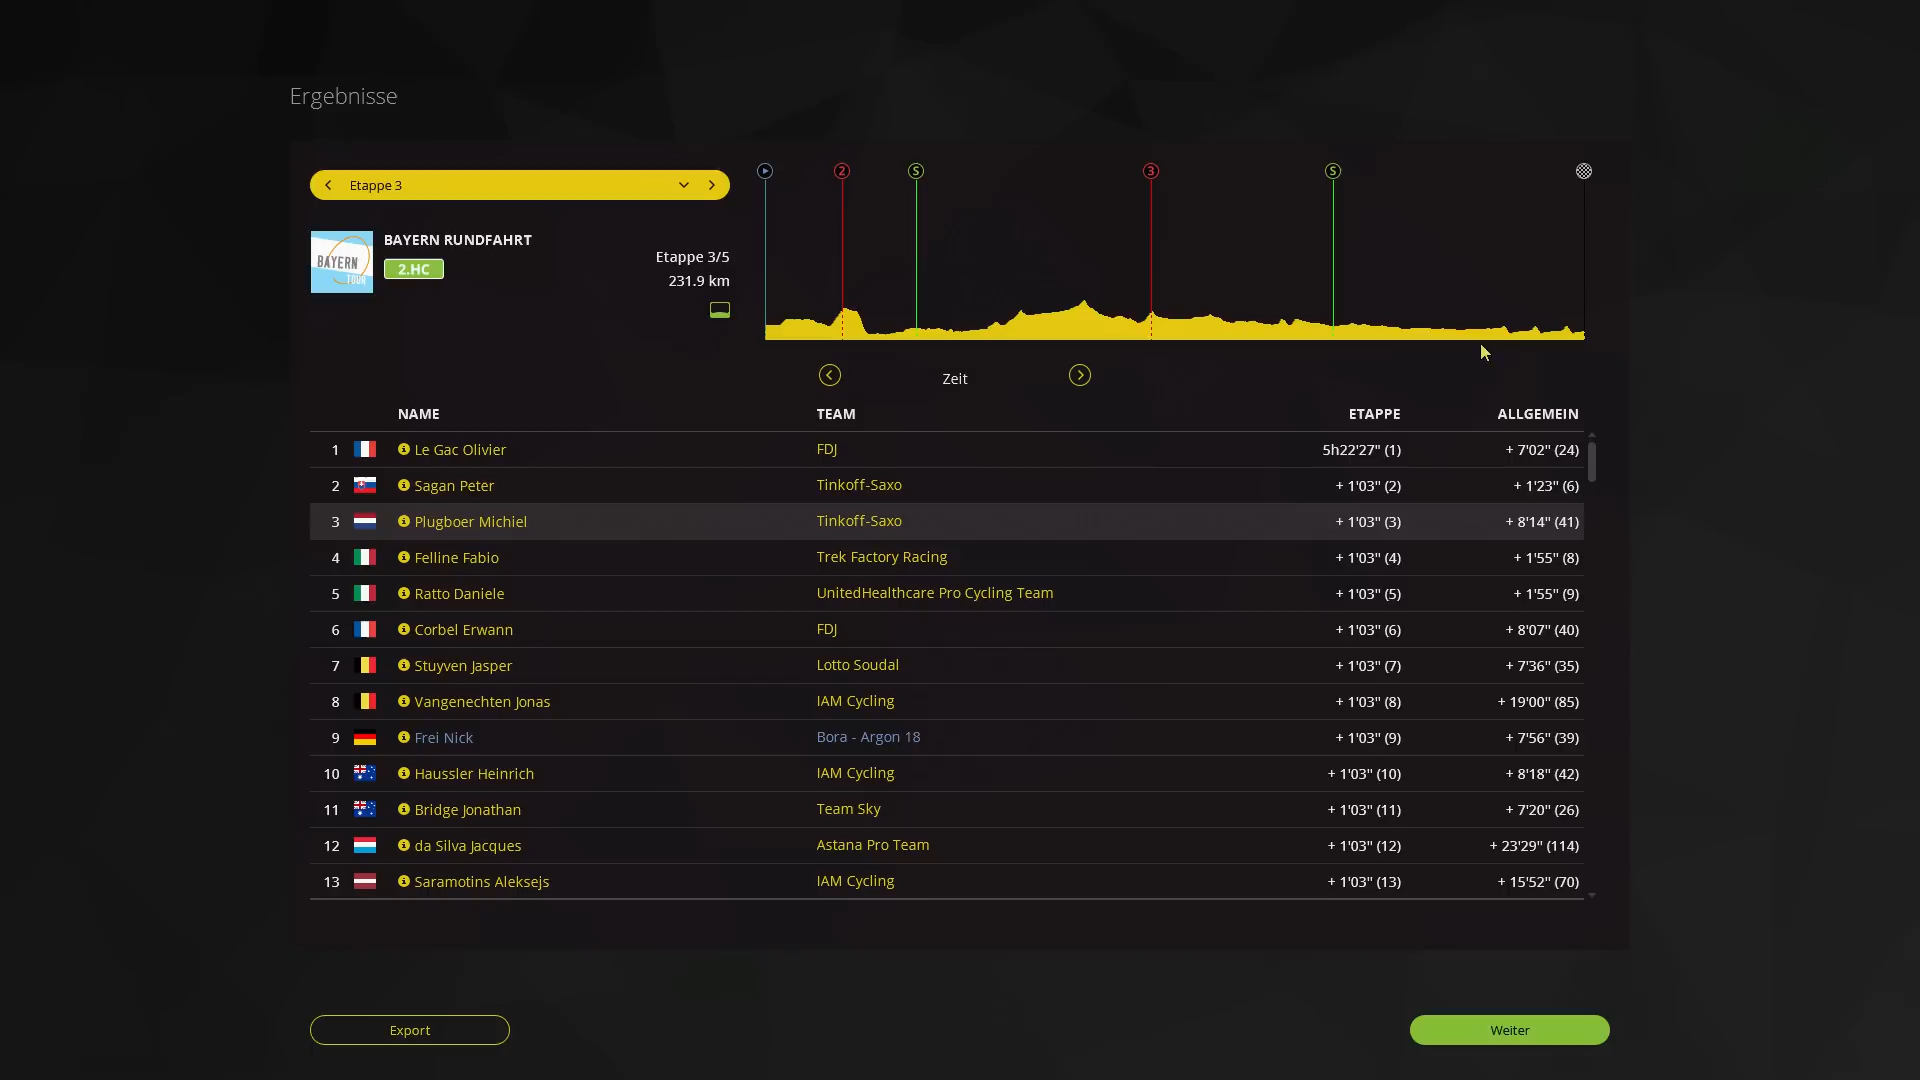 Ergebnisse
Etappe 3
2 S 3 S
BAYERN TOUR
BAYERN RUNDFAHRT
2.HC
Etappe 3/5
231.9 km
Zeit
NAME TEAM ETAPPE ALLGEMEIN
1 Le Gac Olivier FDJ 5h22'27" (1) + 7'02" (24)
2 Sagan Peter Tinkoff-Saxo + 1'03" (2) + 1'23" (6)
3 Plugboer Michiel Tinkoff-Saxo + 1'03" (3) + 8'14" (41)
4 Felline Fabio Trek Factory Racing + 1'03" (4) + 1'55" (8)
5 Ratto Daniele UnitedHealthcare Pro Cycling Team + 1'03" (5) + 1'55" (9)
6 Corbel Erwann FDJ + 1'03" (6) + 8'07" (40)
7 Stuyven Jasper Lotto Soudal + 1'03" (7) + 7'36" (35)
8 Vangenechten Jonas IAM Cycling + 1'03" (8) + 19'00" (85)
9 Frei Nick Bora - Argon 18 + 1'03" (9) + 7'56" (39)
10 Haussler Heinrich IAM Cycling + 1'03" (10) + 8'18" (42)
11 Bridge Jonathan Team Sky + 1'03" (11) + 7'20" (26)
12 da Silva Jacques Astana Pro Team + 1'03" (12) + 23'29" (114)
13 Saramotins Aleksejs IAM Cycling + 1'03" (13) + 15'52" (70)
Export
Weiter